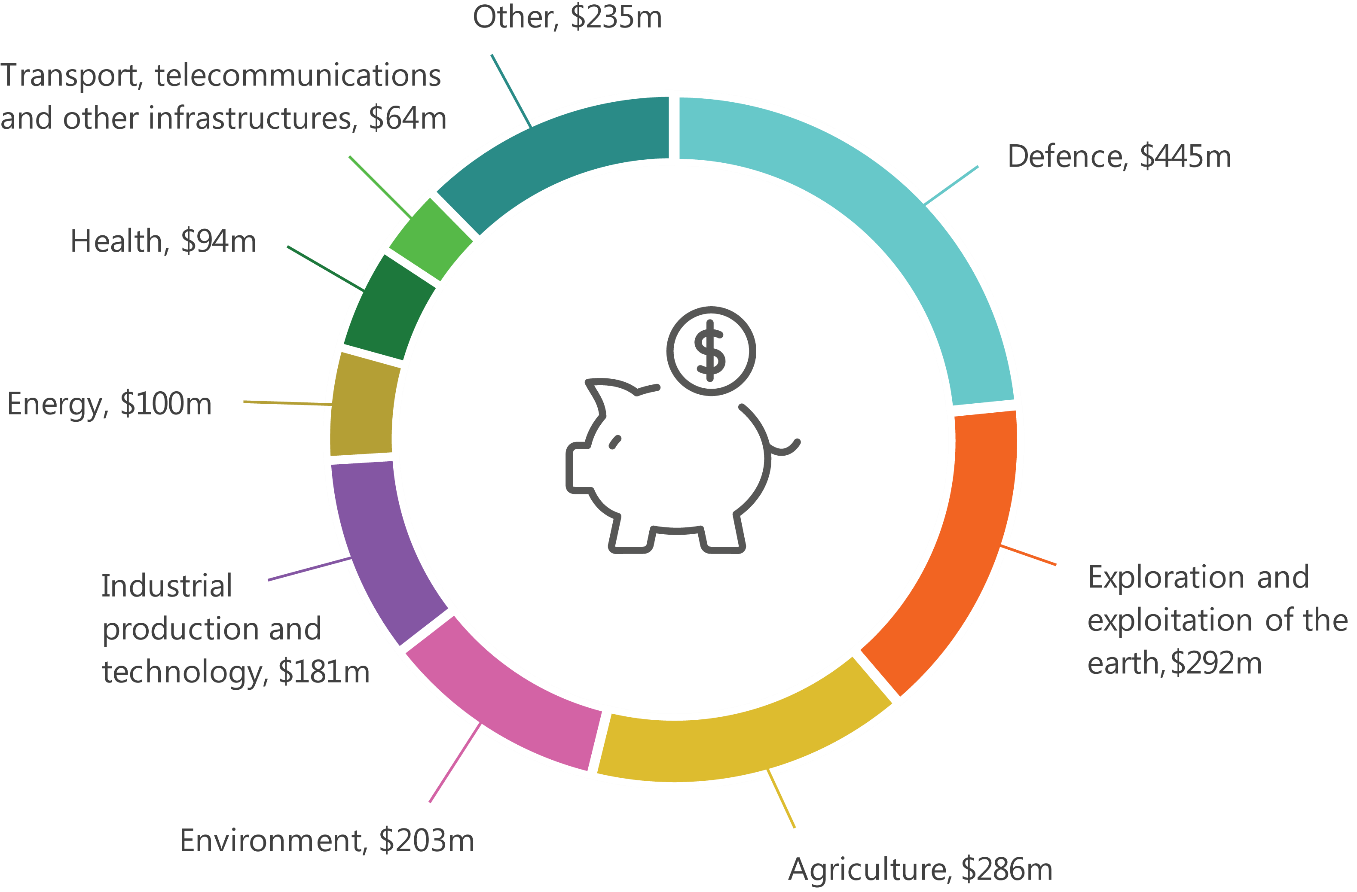 Other, $235m
Transport, telecommunications
and other infrastructures, $64m
Defence, $445m
Health, $94m
$
Energy, $100m
Exploration and
exploitation of the
earth, $292m
Industrial
production and
technology, $181m
Environment, $203m
Agriculture, $286m